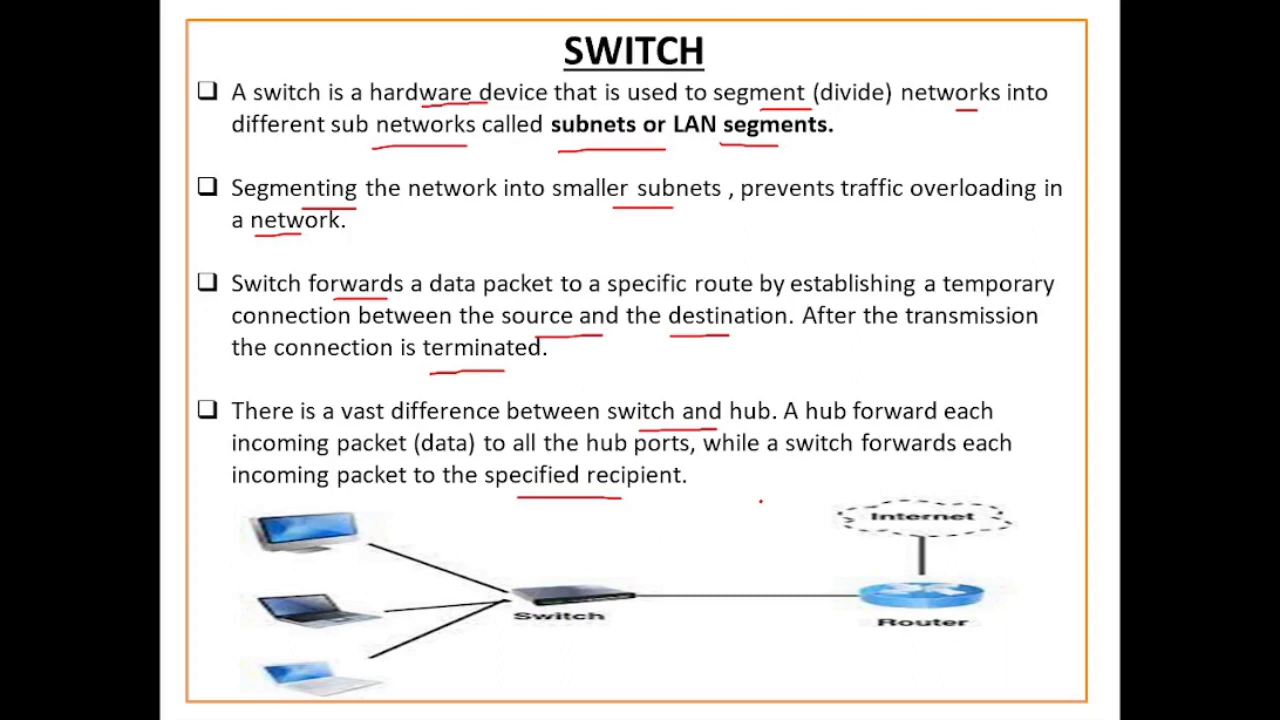 SWITCH
❑ A switch is a hardware device that is used to segment (divide) networks into
different sub networks called subnets or LAN segments.
❑ Segmenting the network into smaller subnets , prevents traffic overloading in
a network.
❑ Switch forwards a data packet to a specific route by establishing a temporary
connection between the source and the destination. After the transmission
the connection is terminated.
❑ There is a vast difference between switch and hub. A hub forward each
incoming packet (data) to all the hub ports, while a switch forwards each
incoming packet to the specified recipient.
Internet
Switch
Router